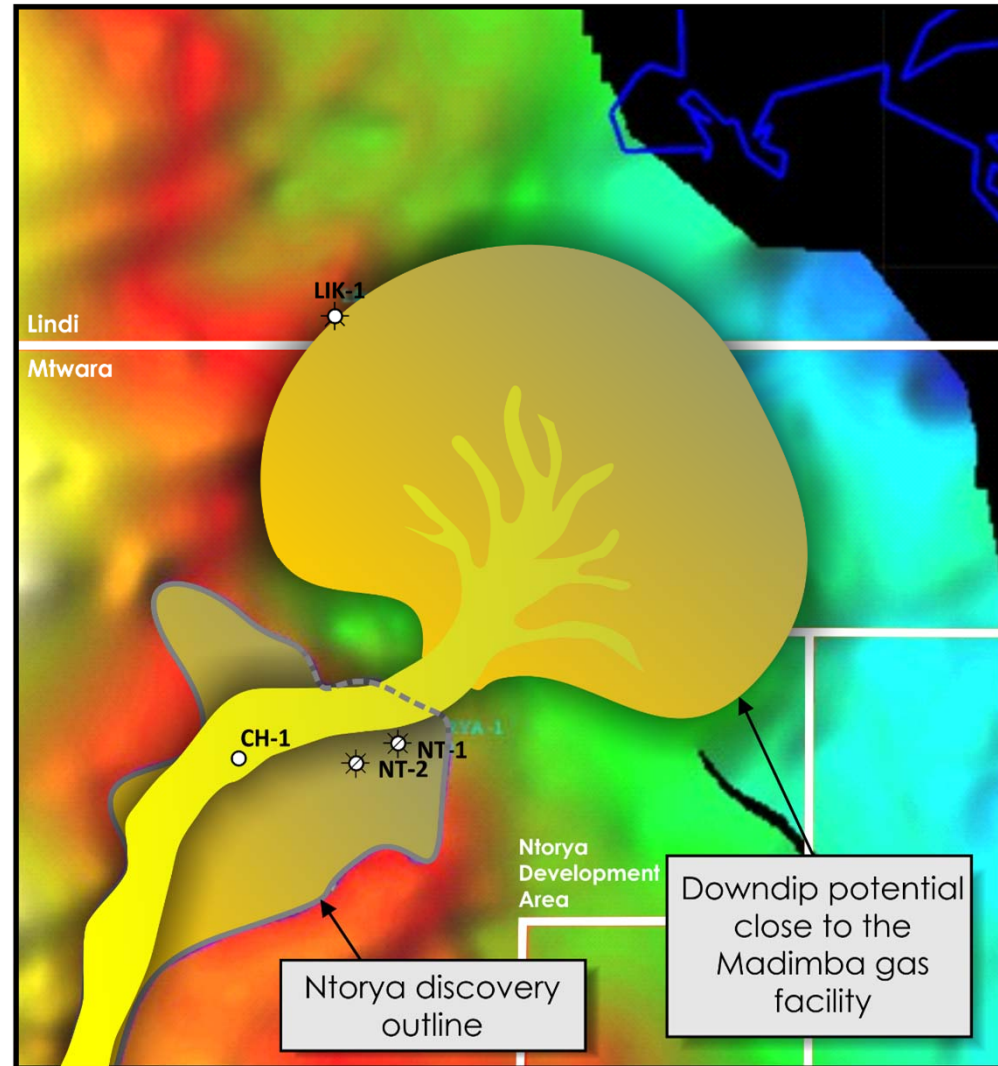 LIK-1
Lindi
Mtwara
CH-1
NT-1
NT-2
Ntorya
Development
Area
Downdip potential
close to the
Madimba gas
facility
Ntorya discovery
outline